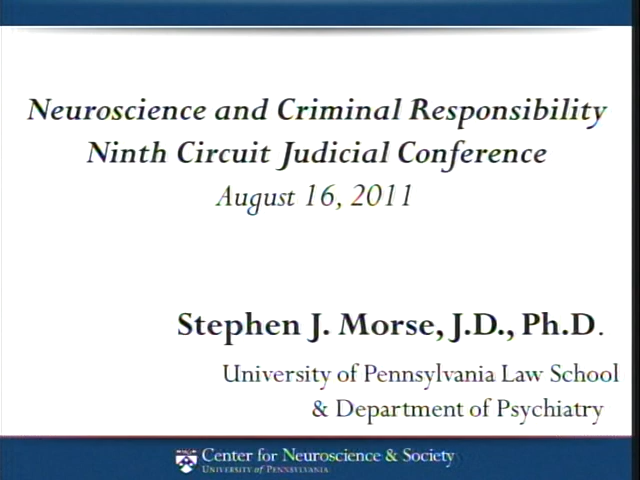 Neuroscience and Criminal Responsibility
Ninth Circuit Judicial Conference
August 16, 2011
Stephen J. Morse, J.D., Ph.D.
University of Pennsylvania Law School
& Department of Psychiatry
Center for Neuroscience & Society
University of Pennsylvania